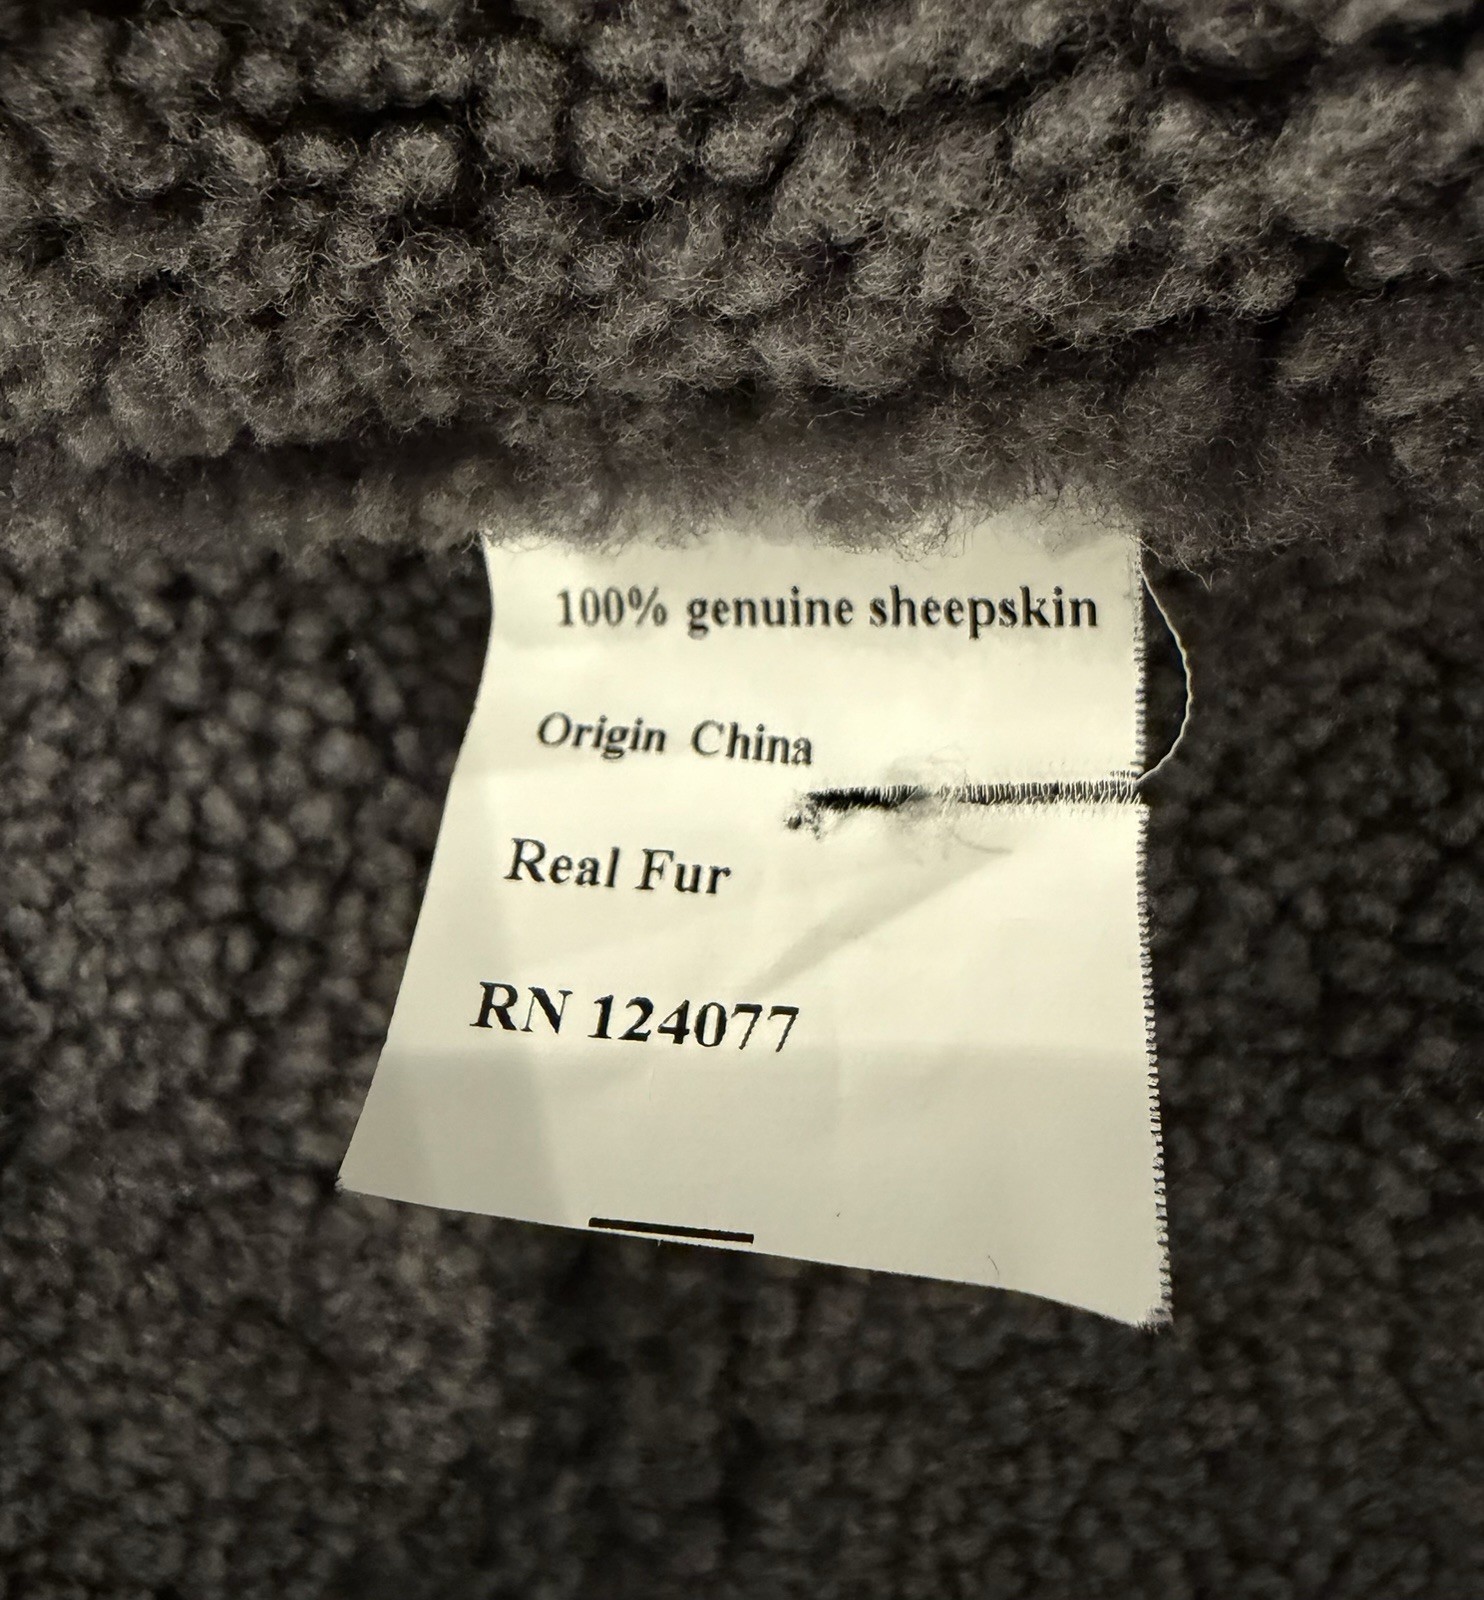 100% genuine sheepskin
Origin China
Real Fur
RN 124077